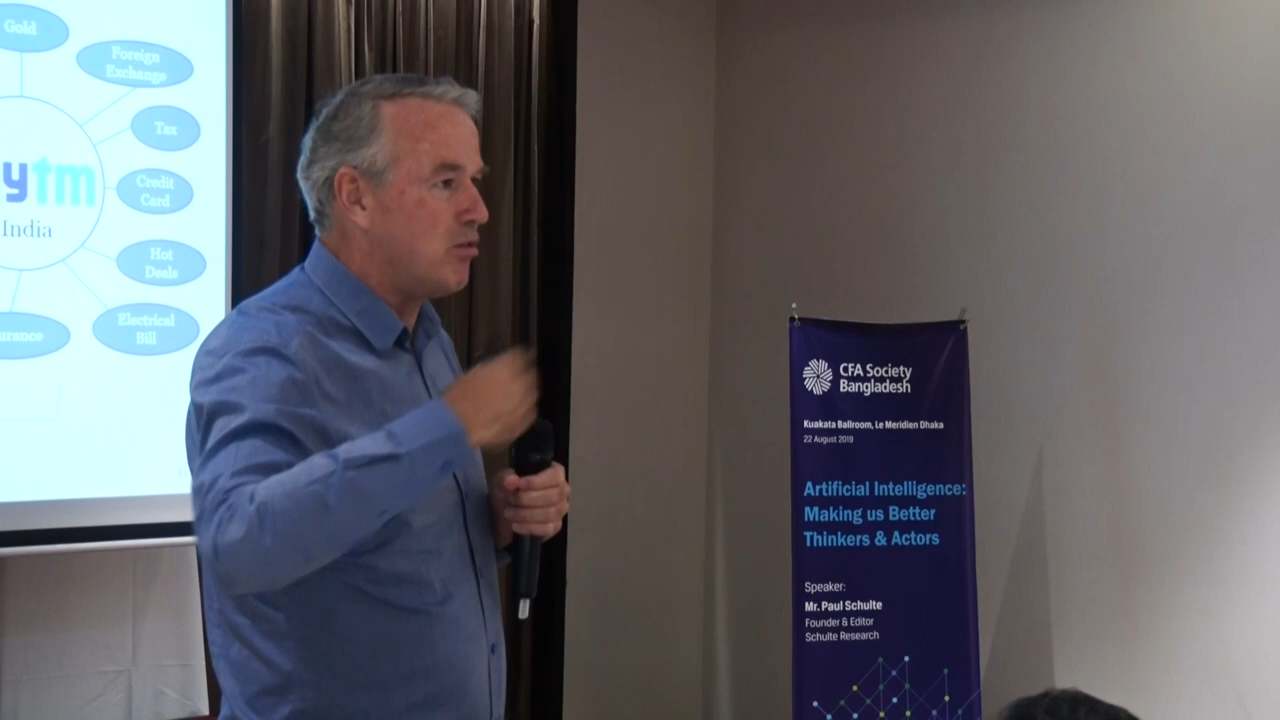 Gold
Foreign
Exchange
Tax
ytm
Credit
Card
India
Hot
Deals
urance
Electrical
Bill
CFA Society
Bangladesh
Kuakata Ballroom, Le Meridien Dhaka
22 August 2019
Artificial Intelligence:
Making us Better
Thinkers & Actors
Speaker:
Mr. Paul Schulte
Founder & Editor
Schulte Research